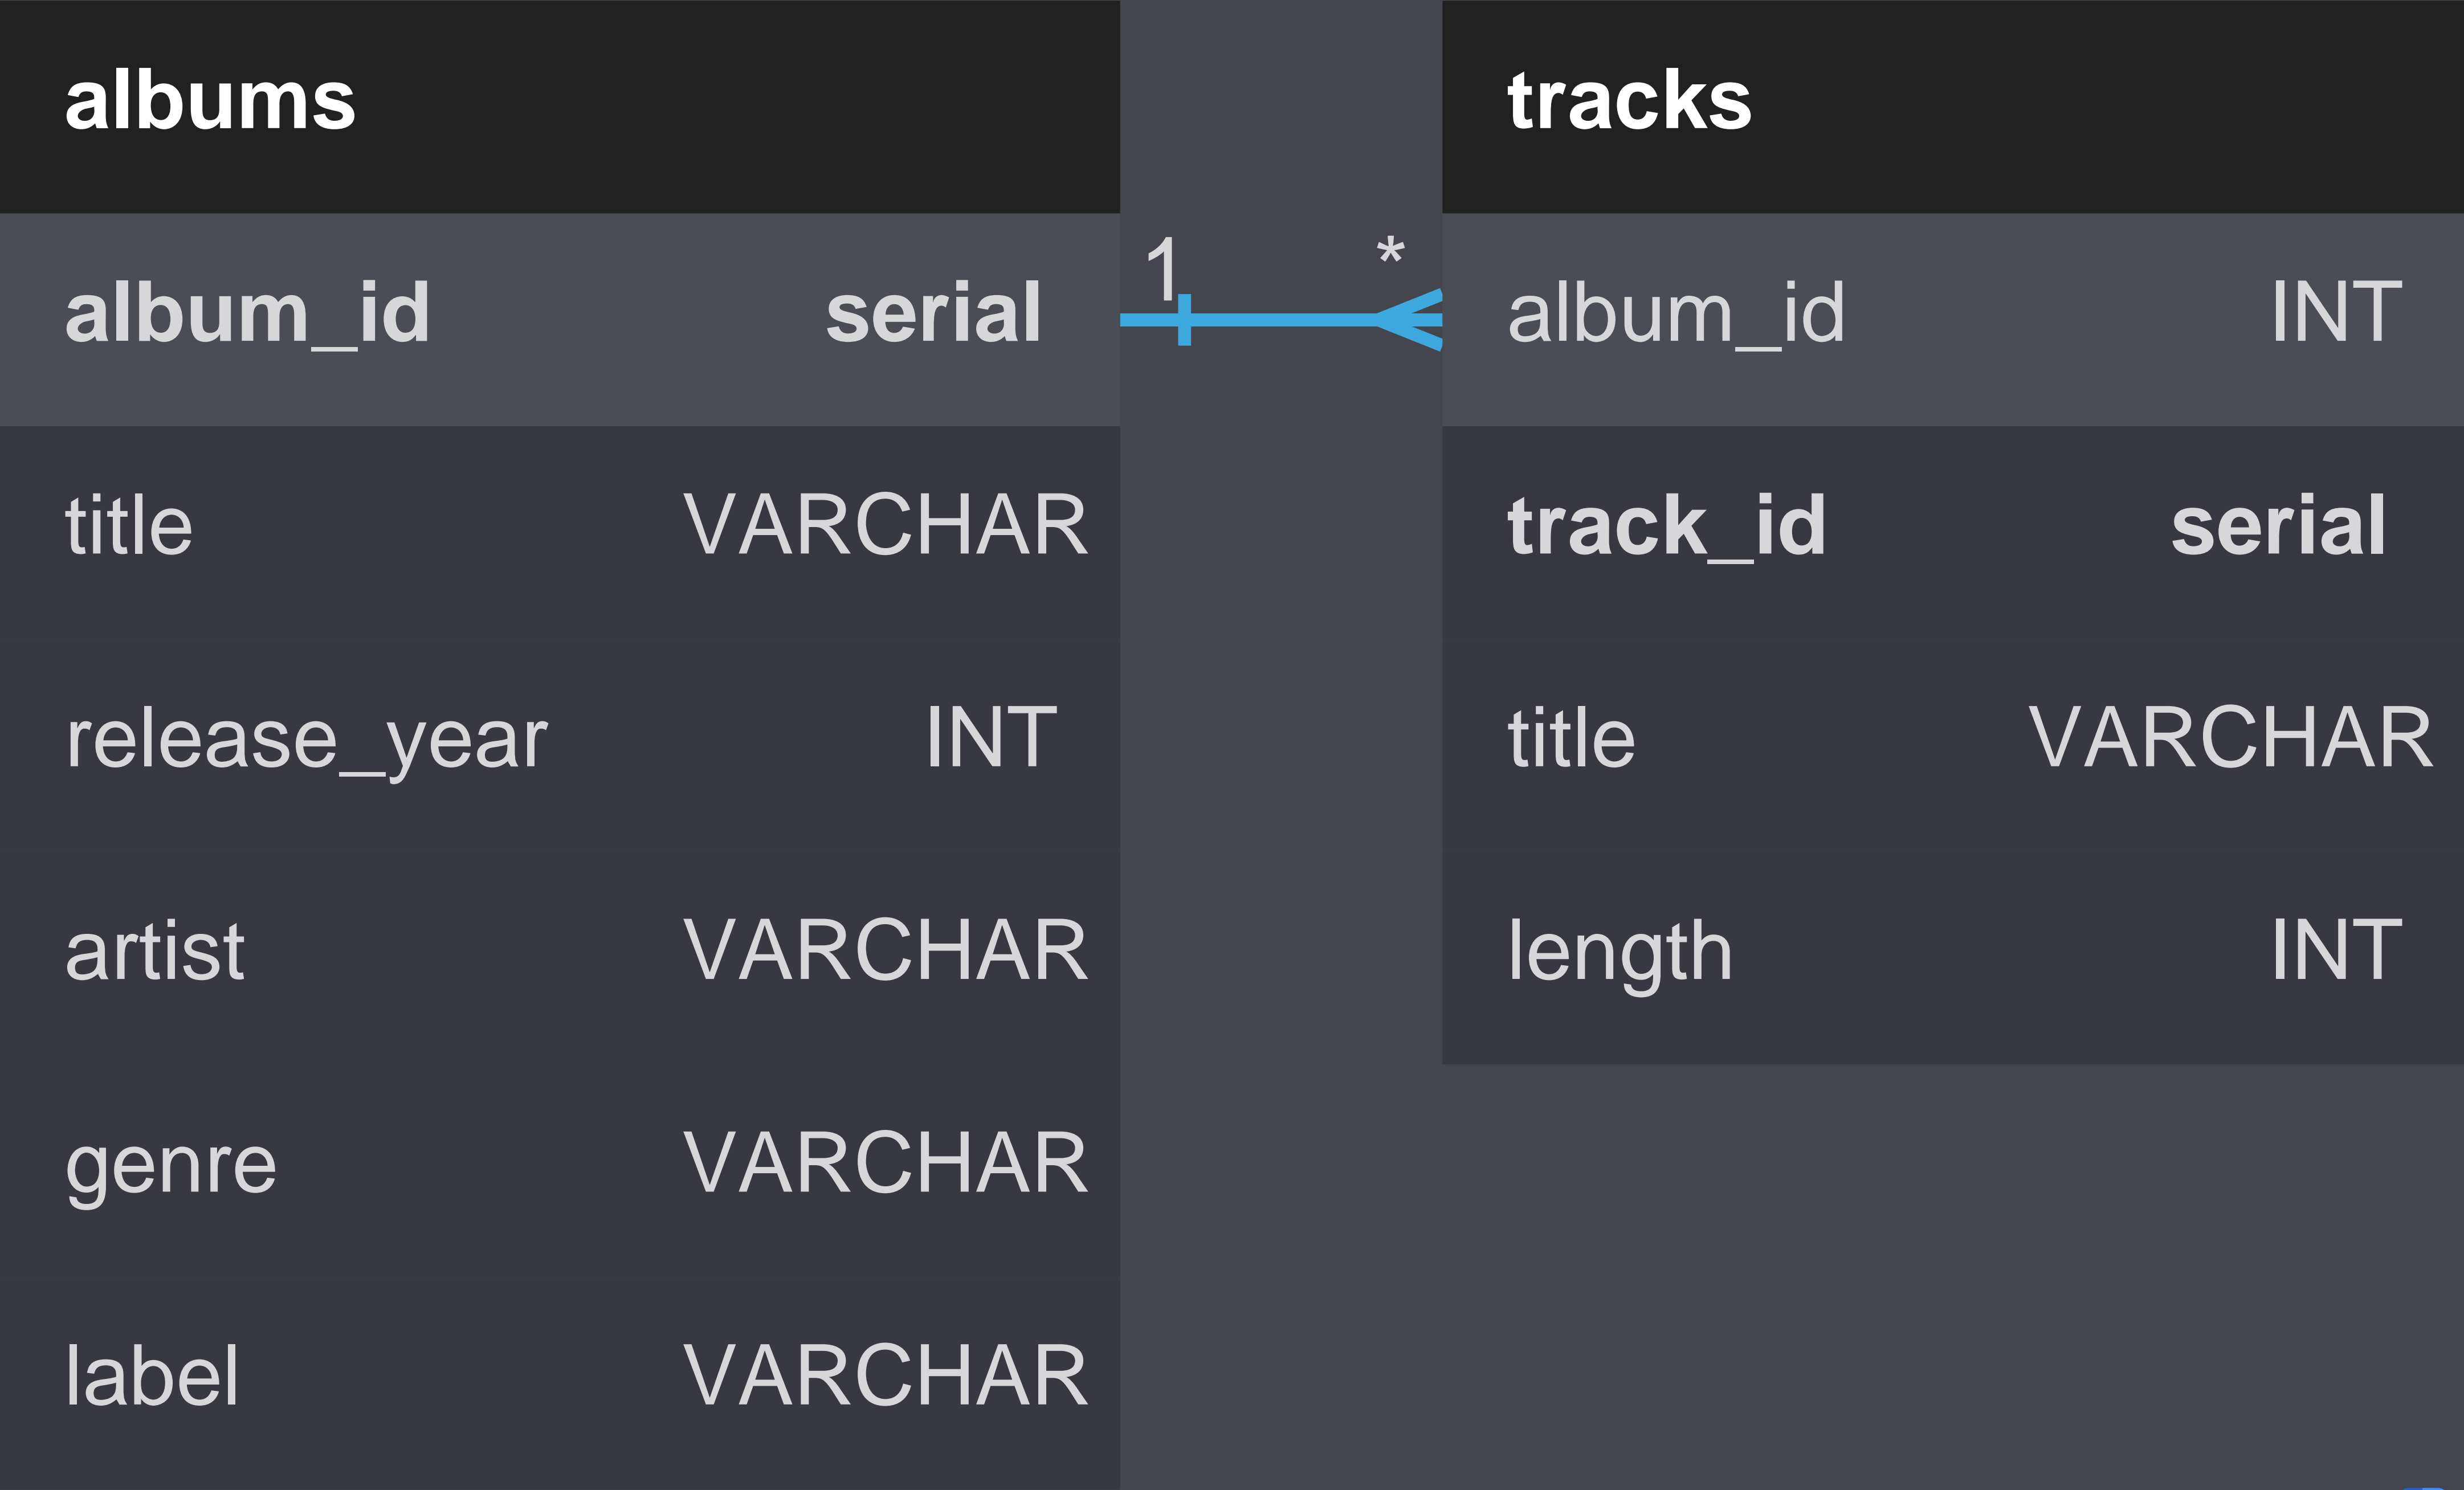 albums
album_id serial
title VARCHAR
release_year INT
artist VARCHAR
genre VARCHAR
label VARCHAR
1 *
tracks
album_id INT
track_id serial
title VARCHAR
length INT